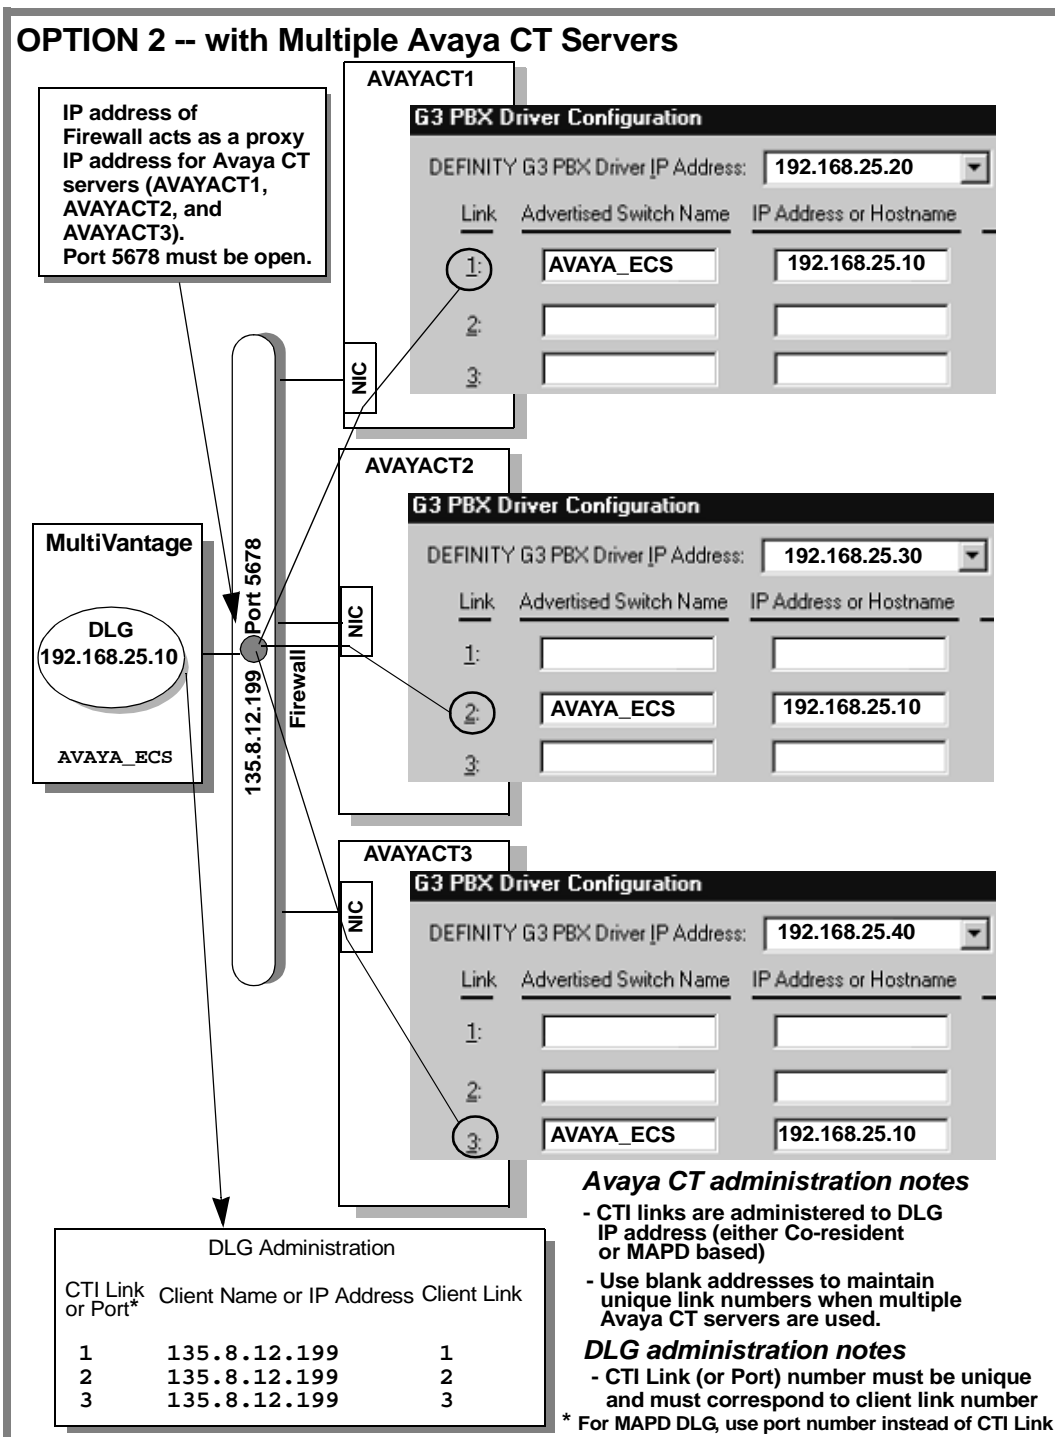 OPTION 2 -- with Multiple Avaya CT Servers
IP address of
Firewall acts as a proxy
IP address for Avaya CT
servers (AVAYACT1,
AVAYACT2, and
AVAYACT3).
Port 5678 must be open.
AVAYACT1
G3 PBX Driver Configuration
DEFINITY G3 PBX Driver IP Address: 192.168.25.20
Link Advertised Switch Name IP Address or Hostname
1: AVAYA_ECS 192.168.25.10
2:
3:
NIC
AVAYACT2
G3 PBX Driver Configuration
DEFINITY G3 PBX Driver IP Address: 192.168.25.30
Link Advertised Switch Name IP Address or Hostname
1:
2: AVAYA_ECS 192.168.25.10
3:
NIC
MultiVantage
DLG
192.168.25.10
AVAYA_ECS
135.8.12.199 Port 5678
Firewall
AVAYACT3
G3 PBX Driver Configuration
DEFINITY G3 PBX Driver IP Address: 192.168.25.40
Link Advertised Switch Name IP Address or Hostname
1:
2:
3: AVAYA_ECS 192.168.25.10
NIC
DLG Administration
CTI Link
or Port* Client Name or IP Address Client Link
1 135.8.12.199 1
2 135.8.12.199 2
3 135.8.12.199 3
Avaya CT administration notes
- CTI links are administered to DLG
IP address (either Co-resident
or MAPD based)
- Use blank addresses to maintain
unique link numbers when multiple
Avaya CT servers are used.
DLG administration notes
- CTI Link (or Port) number must be unique
and must correspond to client link number
* For MAPD DLG, use port number instead of CTI Link